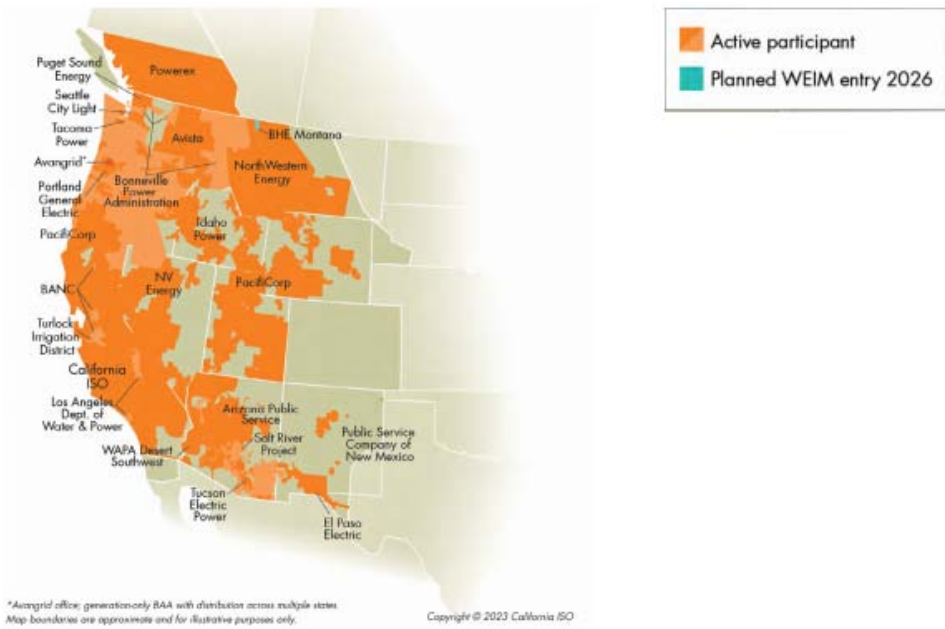 Active participant
Planned WEIM entry 2026
Puget Sound
Energy
Powerex
Seattle
City Light
Tacoma
Power
Avista
BHE Montana
Avangrid*
NorthWestern
Energy
Portland
General
Electric
Bonneville
Power
Administration
Idaho
Power
PacifiCorp
NV
Energy
PacifiCorp
BANC
Turlock
Irrigation
District
California
ISO
Los Angeles
Dept. of
Water & Power
Arizona Public
Service
Salt River
Project
Public Service
Company of
New Mexico
WAPA Desert
Southwest
Tucson
Electric
Power
El Paso
Electric
*Avangrid office; generation-only BAA with distribution across multiple states.
Map boundaries are approximate and for illustrative purposes only.
Copyright © 2023 California ISO